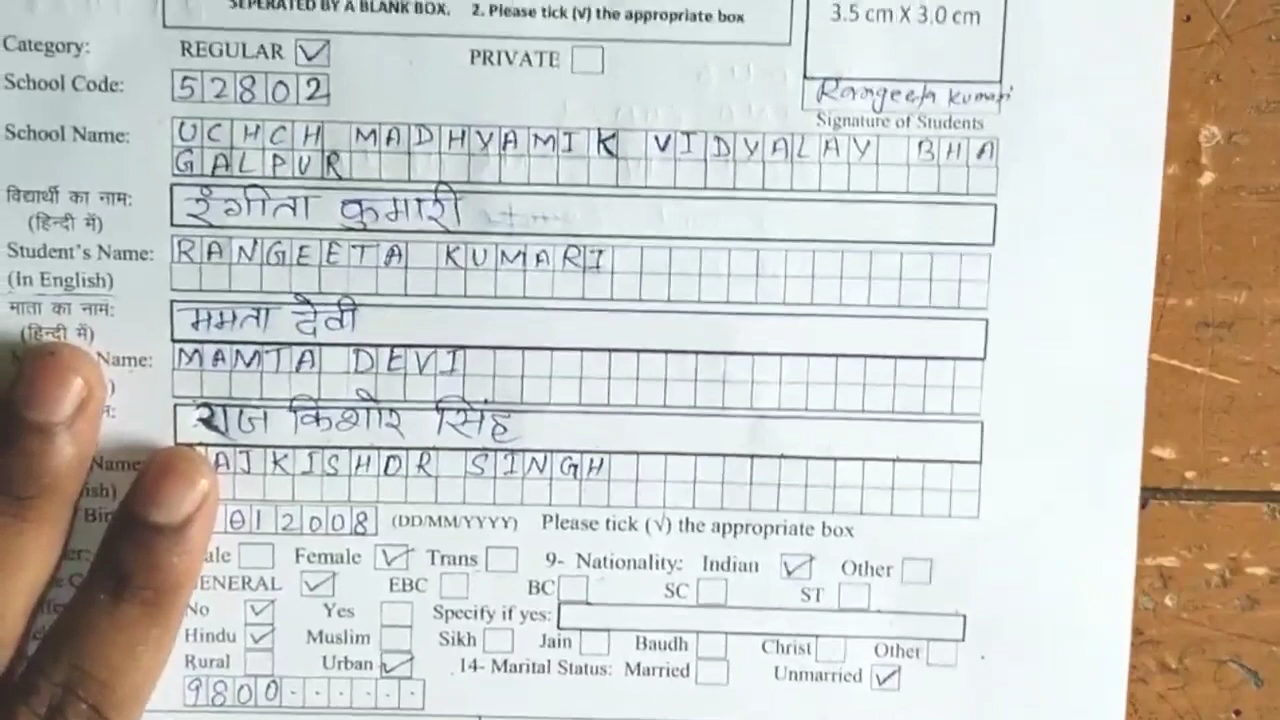 SEPERATED BY A BLANK BOX. 2. Please tick (√) the appropriate box
3.5 cm X 3.0 cm
Category: REGULAR PRIVATE
School Code: 52802
Rangeeta Kumari
Signature of Students
School Name: UCHCH MADHYAMIK VIDYALAY BHA
GALPUR
विद्यार्थी का नाम: रंगीता कुमारी
(हिन्दी में)
Student's Name: RANGEETA KUMARI
(In English)
माता का नाम: ममता देवी
(हिन्दी में)
Name: MAMTA DEVI
राज किशोर सिंह
Name AJ KISHOR SINGH
ish)
Bir 012008 (DD/MM/YYYY) Please tick (√) the appropriate box
ale Female Trans 9- Nationality: Indian Other
ENERAL EBC BC SC ST
No Yes Specify if yes:
Hindu Muslim Sikh Jain Baudh Christ Other
Rural Urban 14- Marital Status: Married Unmarried
9800······